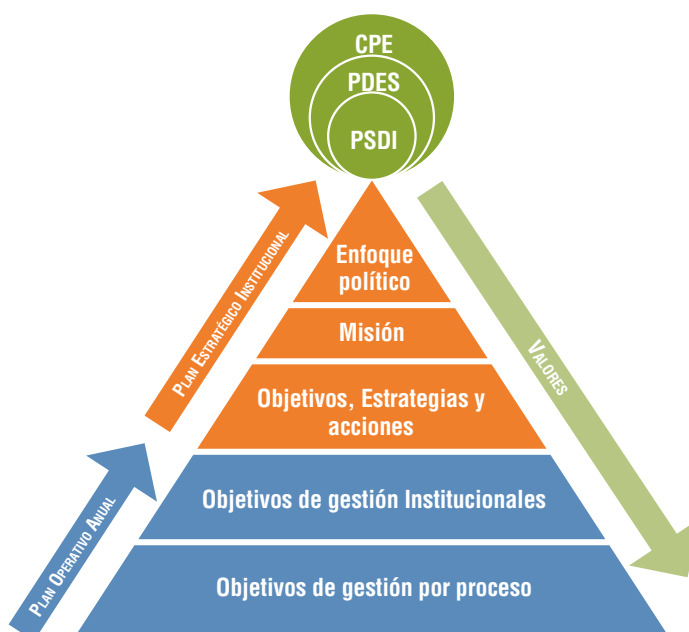 CPE
PDES
PSDI
Enfoque
político
Misión
Objetivos, Estrategias y
acciones
Objetivos de gestión Institucionales
Objetivos de gestión por proceso
PLAN ESTRATÉGICO INSTITUCIONAL
PLAN OPERATIVO ANUAL
VALORES